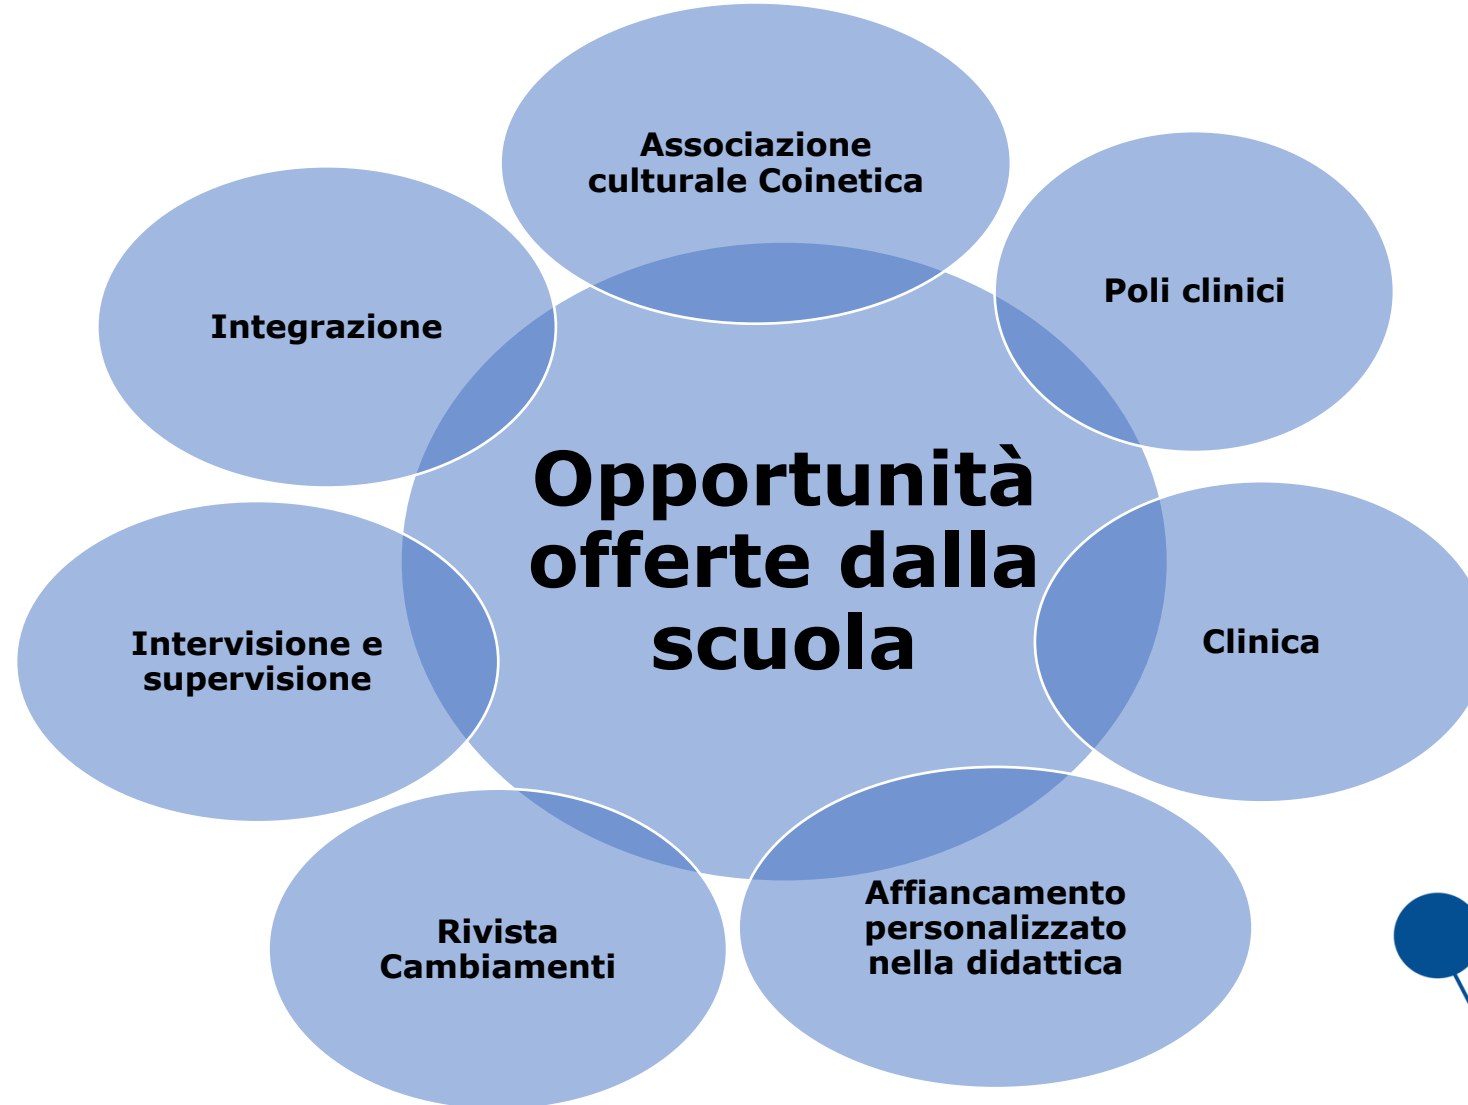 Associazione
culturale Coinetica
Poli clinici
Integrazione
Opportunità
offerte dalla
scuola
Intervisione e
supervisione
Clinica
Affiancamento
personalizzato
nella didattica
Rivista
Cambiamenti